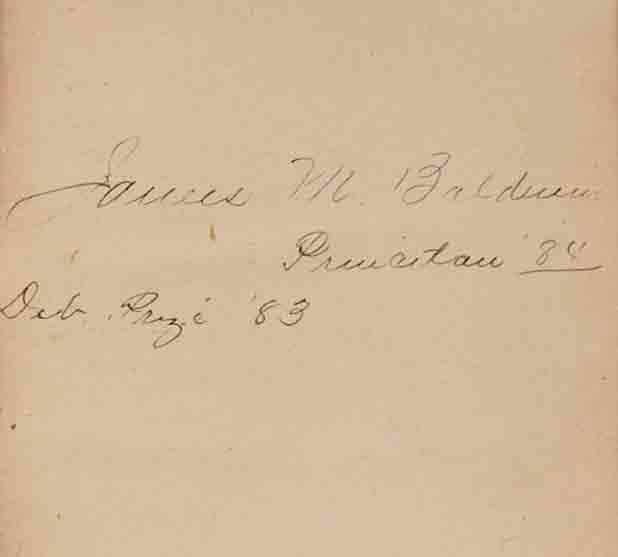 James M. Baldwin
Princeton '84
Deb. Prize '83